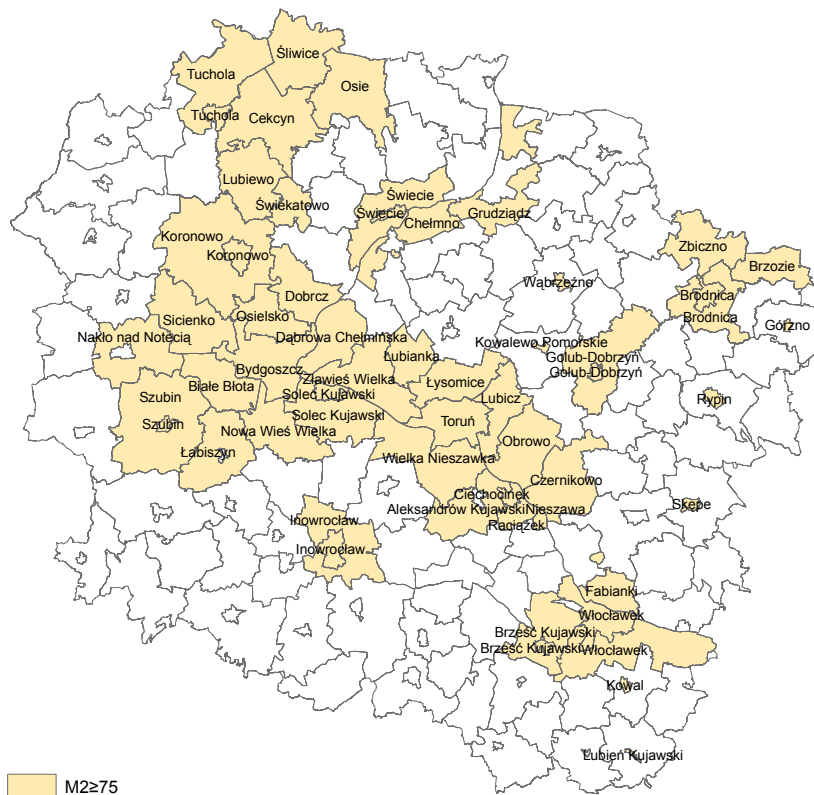 Śliwice
Tuchola
Osie
Tuchola
Cekcyn
Lubiewo
Świekatowo
Świecie
Świecie
Chełmno
Grudziądz
Koronowo
Koronowo
Zbiczno
Brzozie
Wąbrzeźno
Brodnica
Brodnica
Górzno
Dobrcz
Sicienko
Osielsko
Nakło nad Notecią
Dąbrowa Chełmińska
Kowalewo Pomorskie
Łubianka
Golub-Dobrzyń
Golub-Dobrzyń
Bydgoszcz
Zławieś Wielka
Białe Błota
Łysomice
Szubin
Solec Kujawski
Lubicz
Rypin
Solec Kujawski
Toruń
Szubin
Nowa Wieś Wielka
Obrowo
Łabiszyn
Wielka Nieszawka
Czernikowo
Ciechocinek
Aleksandrów Kujawski
Nieszawa
Skępe
Raciążek
Inowrocław
Inowrocław
Fabianki
Włocławek
Brześć Kujawski
Brześć Kujawski
Włocławek
Kowal
Lubień Kujawski
M2≥75